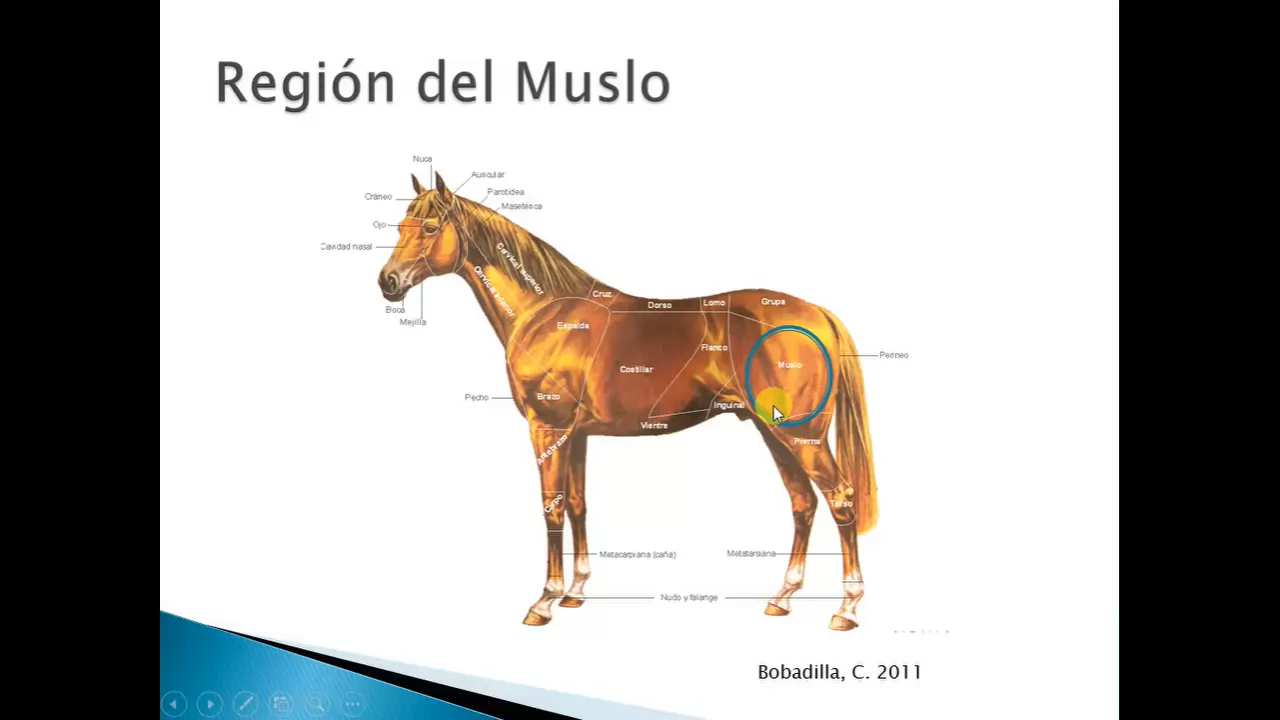 Región del Muslo
Nuca
Auricular
Parotídea
Cráneo
Masetérica
Ojo
Cavidad nasal
Cervical superior
Cervical inferior
Boca
Mejilla
Cruz
Dorso
Lomo
Grupa
Espalda
Flanco
Perineo
Muslo
Costillar
Pecho
Brazo
Inguinal
Vientre
Pierna
Antebrazo
Tarso
Carpo
Metacarpiana (caña)
Metatarsiana
Nudo y falange
Bobadilla, C. 2011